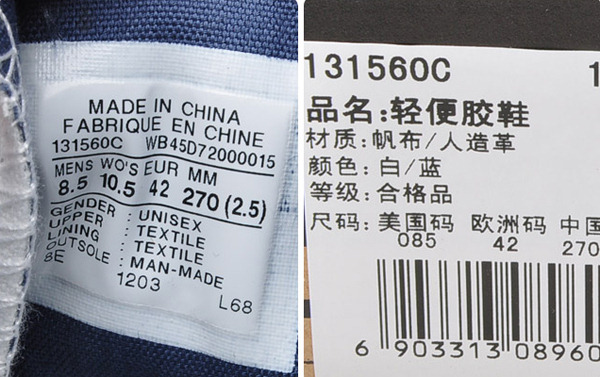 MADE IN CHINA
FABRIQUE EN CHINE
131560C WB45D72000015
MENS WO'S EUR MM
8.5 10.5 42 270 (2.5)
GENDER : UNISEX
UPPER : TEXTILE
LINING : TEXTILE
OUTSOLE : MAN-MADE
8E 1203 L68
131560C 1
品名:轻便胶鞋
材质:帆布/人造革
颜色:白/蓝
等级:合格品
尺码:美国码 欧洲码 中国
085 42 270
6 903313 08960